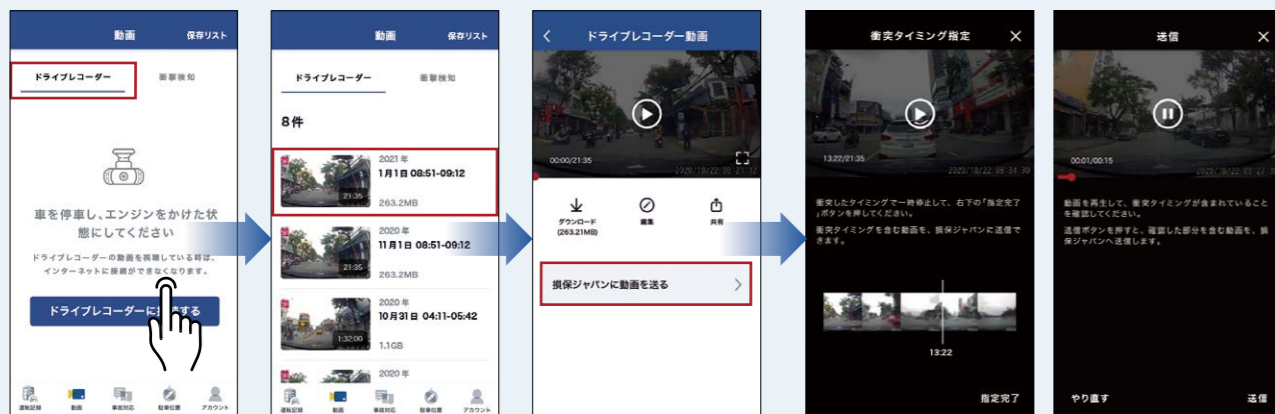 動画
保存リスト
ドライブレコーダー
衝撃検知
車を停車し、エンジンをかけた状
態にしてください
ドライブレコーダーの動画を視聴している時は、
インターネットに接続ができなくなります。
ドライブレコーダーに
する
運転記録
動画
事故対応
駐車位置
アカウント
動画
保存リスト
ドライブレコーダー
衝撃検知
8件
2021年
1月1日 08:51-09:12
21:35
263.2MB
2020年
11月1日 08:51-09:12
21:35
263.2MB
2020年
10月31日 04:11-05:42
1:32:00
1.1GB
2020年
運転記録
動画
事故対応
駐車位置
アカウント
ドライブレコーダー動画
00:00/21:35
2020/10/22 08:21:12
ダウンロード
(263.21MB)
編集
共有
損保ジャパンに動画を送る
衝突タイミング指定
13:22/21:35
2020/10/22 08:34:30
衝突したタイミングで一時停止して、右下の「指定完了
」ボタンを押してください。
衝突タイミングを含む動画を、損保ジャパンに送信で
きます。
13:22
指定完了
送信
00:01/00:15
動画を再生して、衝突タイミングが含まれていること
を確認してください。
送信ボタンを押すと、確認した部分を含む動画を、損
保ジャパンへ送信します。
やり直す
送信